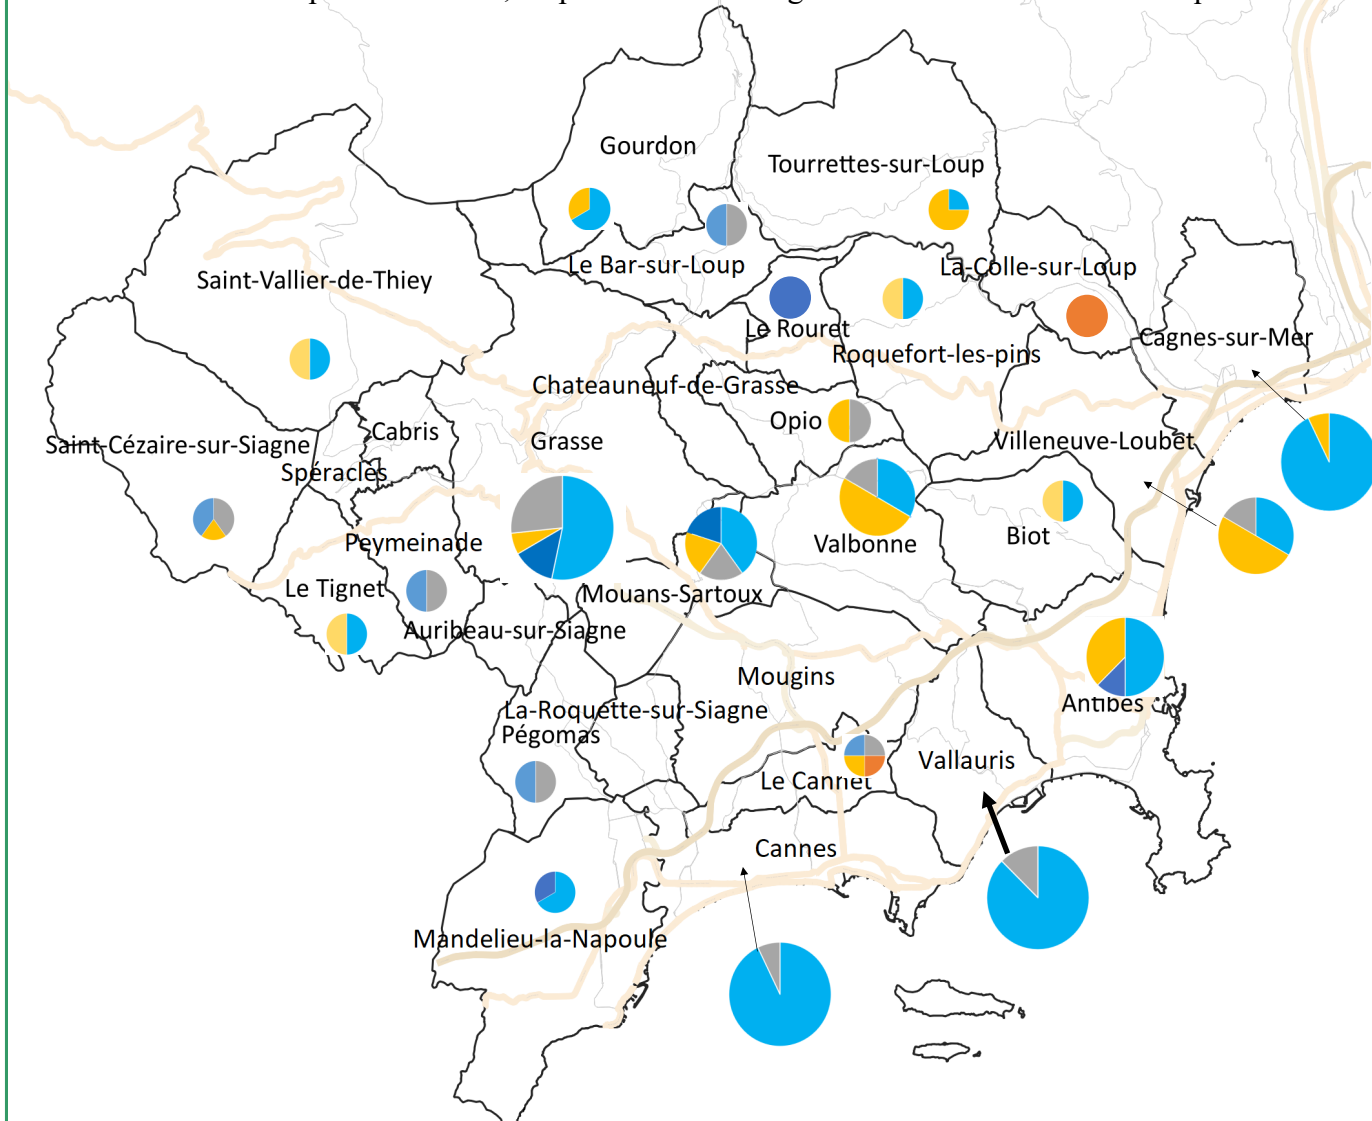 Gourdon
Tourrettes-sur-Loup
Le Bar-sur-Loup
La-Colle-sur-Loup
Saint-Vallier-de-Thiey
Le Rouret
Cagnes-sur-Mer
Roquefort-les-pins
Chateauneuf-de-Grasse
Opio
Cabris
Grasse
Villeneuve-Loubet
Saint-Cézaire-sur-Siagne
Spéracles
Peymeinade
Valbonne
Biot
Le Tignet
Mouans-Sartoux
Auribeau-sur-Siagne
Mougins
Antibes
La-Roquette-sur-Siagne
Pégomas
Vallauris
Le Cannet
Cannes
Mandelieu-la-Napoule